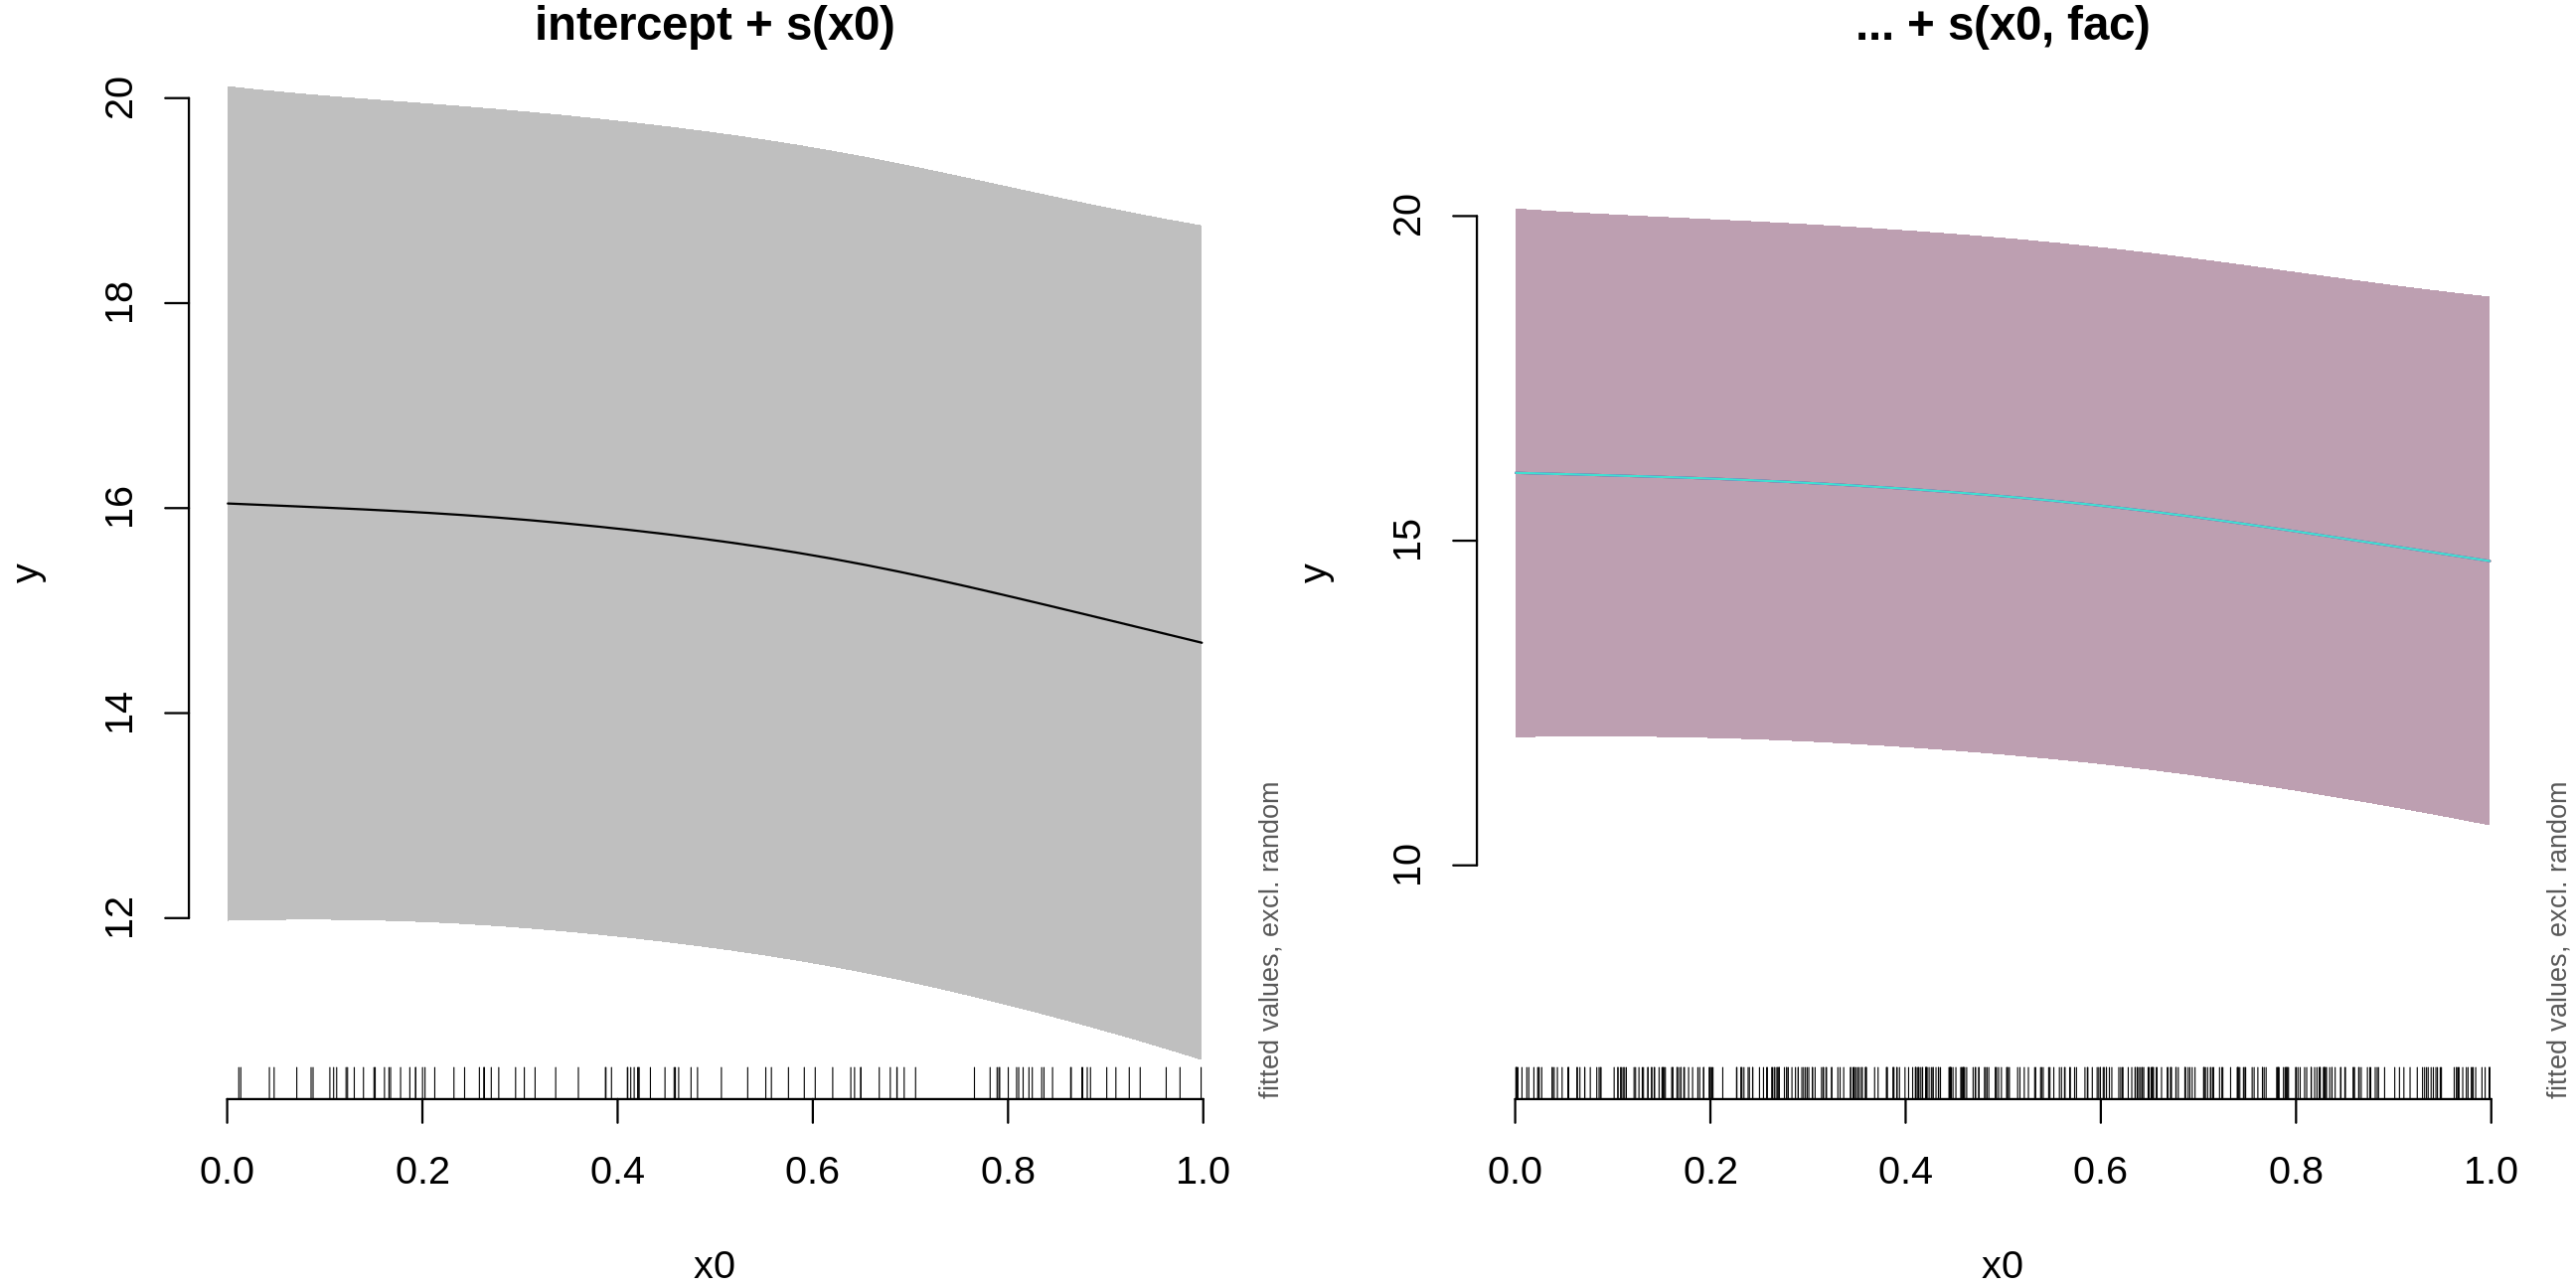 intercept + s(x0)
20
18
16
14
12
y
0.0 0.2 0.4 0.6 0.8 1.0
x0
fitted values, excl. random
... + s(x0, fac)
20
15
10
y
0.0 0.2 0.4 0.6 0.8 1.0
x0
fitted values, excl. random